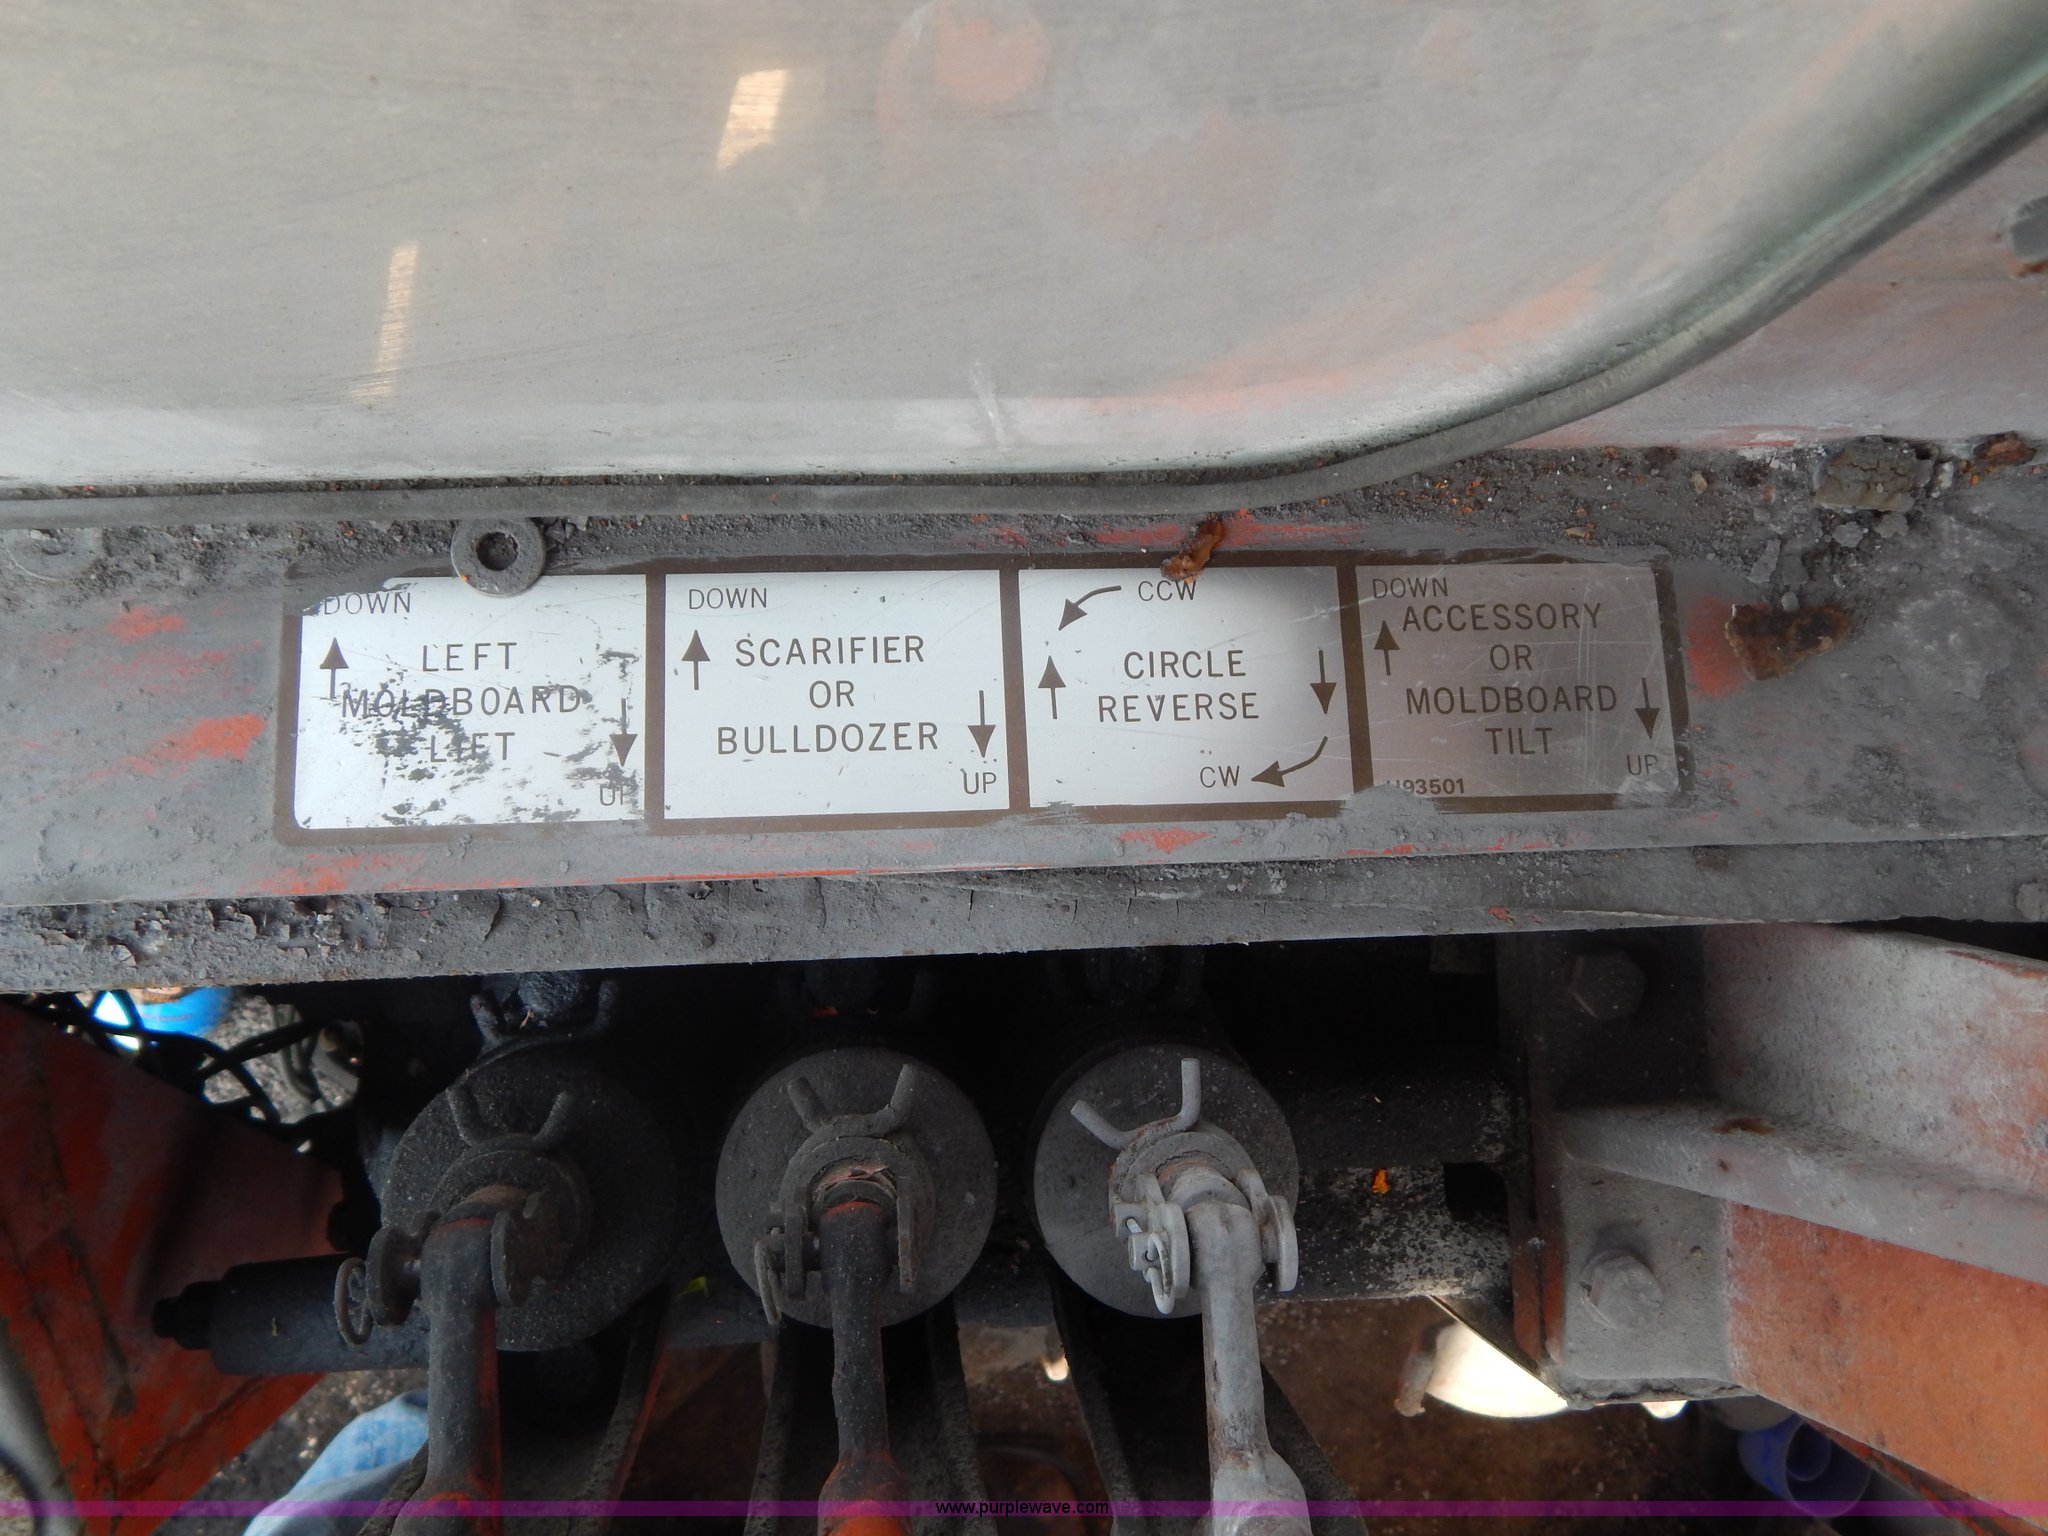 DOWN
LEFT
MOLDBOARD
LIFT
UP
DOWN
SCARIFIER
OR
BULLDOZER
UP
CCW
CIRCLE
REVERSE
CW
DOWN
ACCESSORY
OR
MOLDBOARD
TILT
UP
www.purplewave.com